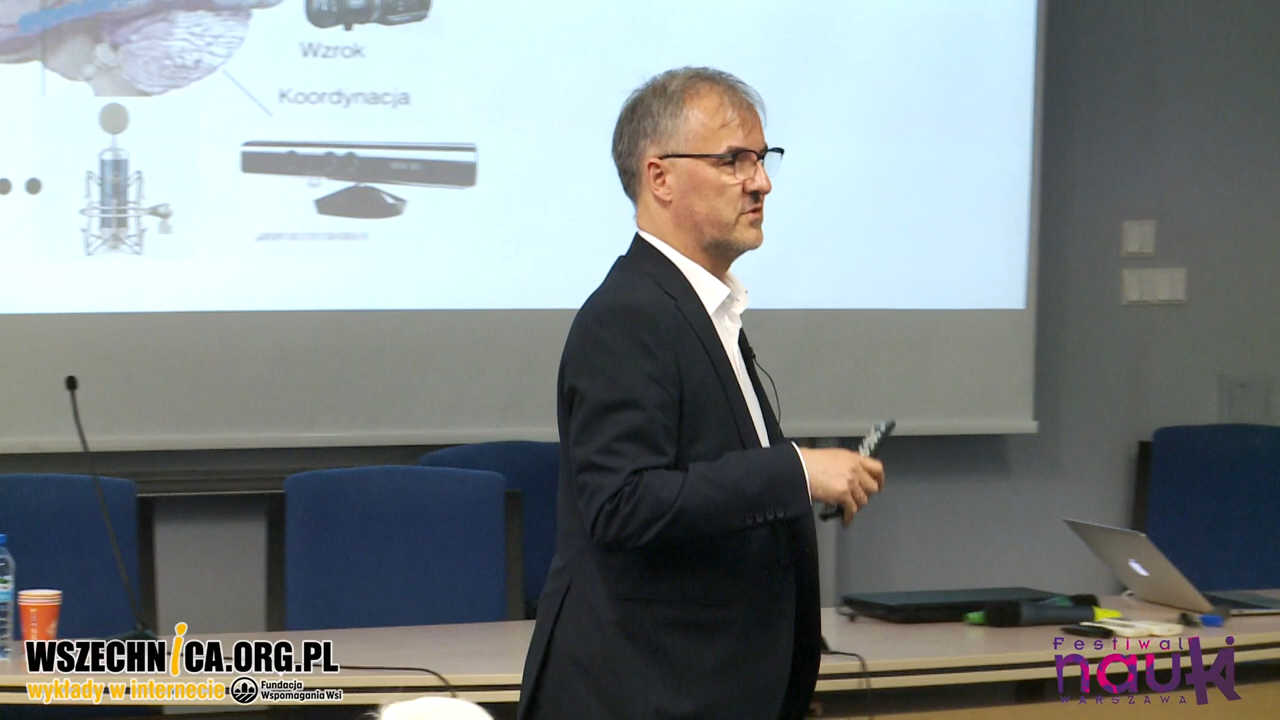 Wzrok
Koordynacja
WSZECHNiCA.ORG.PL
wykłady w internecie
Fundacja
Wspomagania Wsi
Festiwal
nauki
WARSZAWA